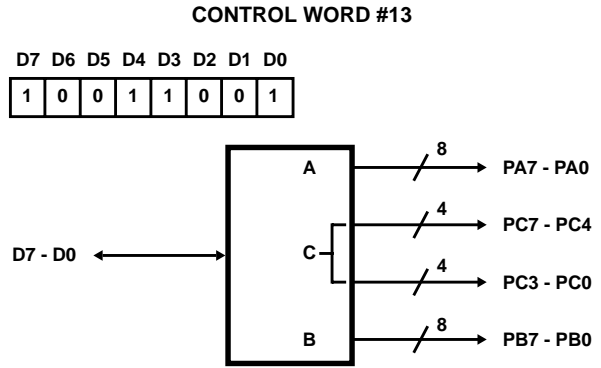 CONTROL WORD #13
D7 D6 D5 D4 D3 D2 D1 D0
1 0 0 1 1 0 0 1
8
A PA7 - PA0
4
PC7 - PC4
D7 - D0 C
4
PC3 - PC0
8
B PB7 - PB0